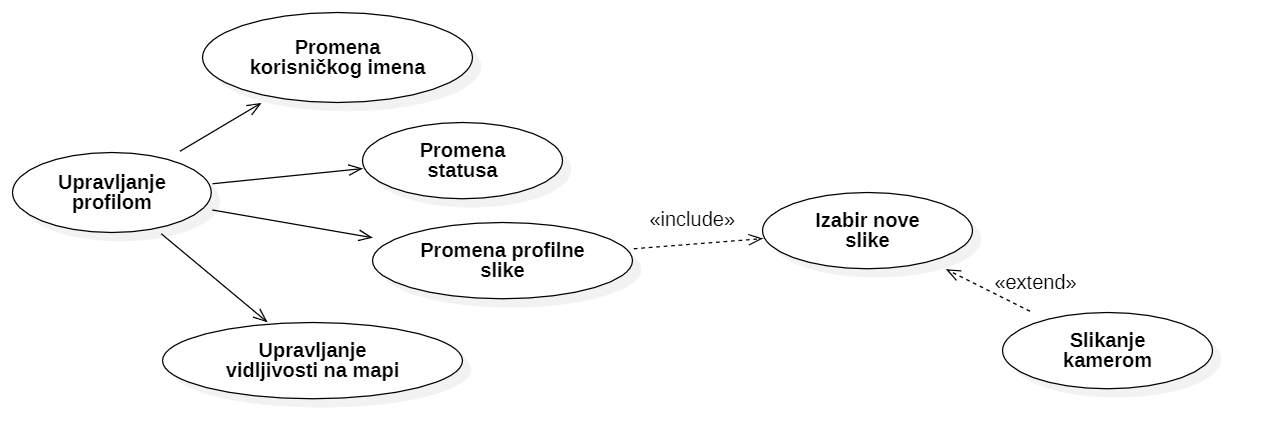 Promena
korisničkog imena
Promena
statusa
Upravljanje
profilom
Promena profilne
slike
«include»
Izabir nove
slike
«extend»
Slikanje
kamerom
Upravljanje
vidljivosti na mapi